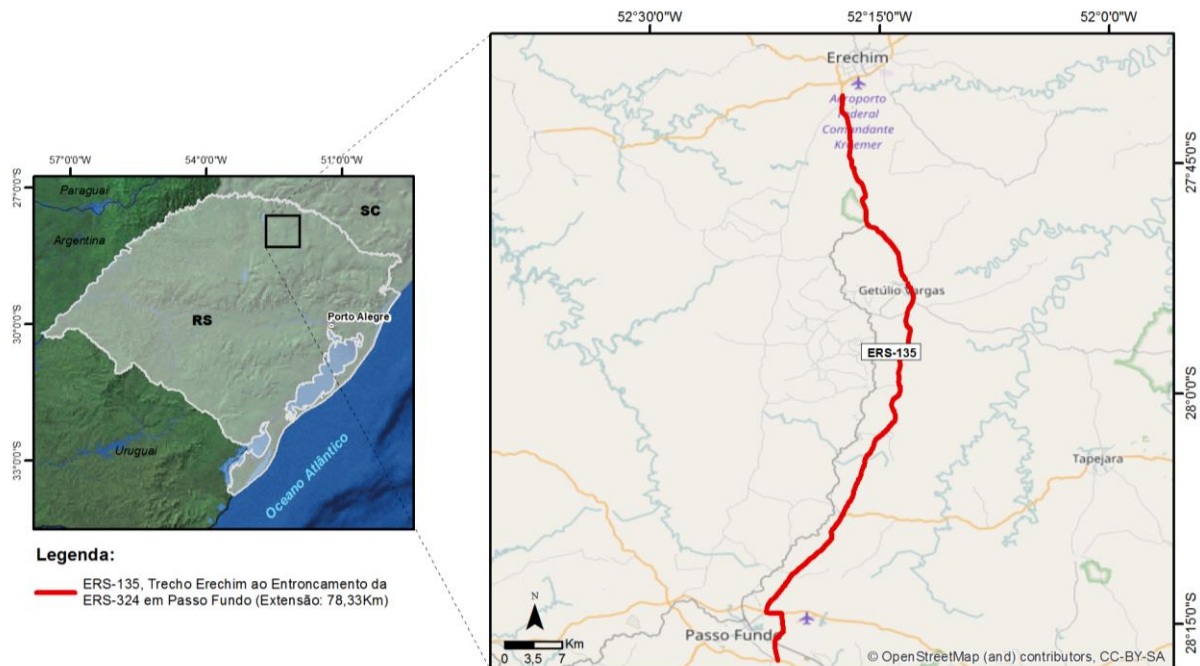 57°0'0"W
54°0'0"W
51°0'0"W
27°0'0"S
30°0'0"S
33°0'0"S
Paraguai
Argentina
SC
RS
Porto Alegre
Uruguai
Oceano Atlântico
Legenda:
ERS-135, Trecho Erechim ao Entroncamento da
ERS-324 em Passo Fundo (Extensão: 78,33Km)
52°30'0"W
52°15'0"W
52°0'0"W
27°45'0"S
28°0'0"S
28°15'0"S
Erechim
Aeroporto
Federal
Comandante
Kraemer
Getúlio Vargas
ERS-135
Tapejara
Passo Fundo
N
Km
0 3,5 7
© OpenStreetMap (and) contributors, CC-BY-SA